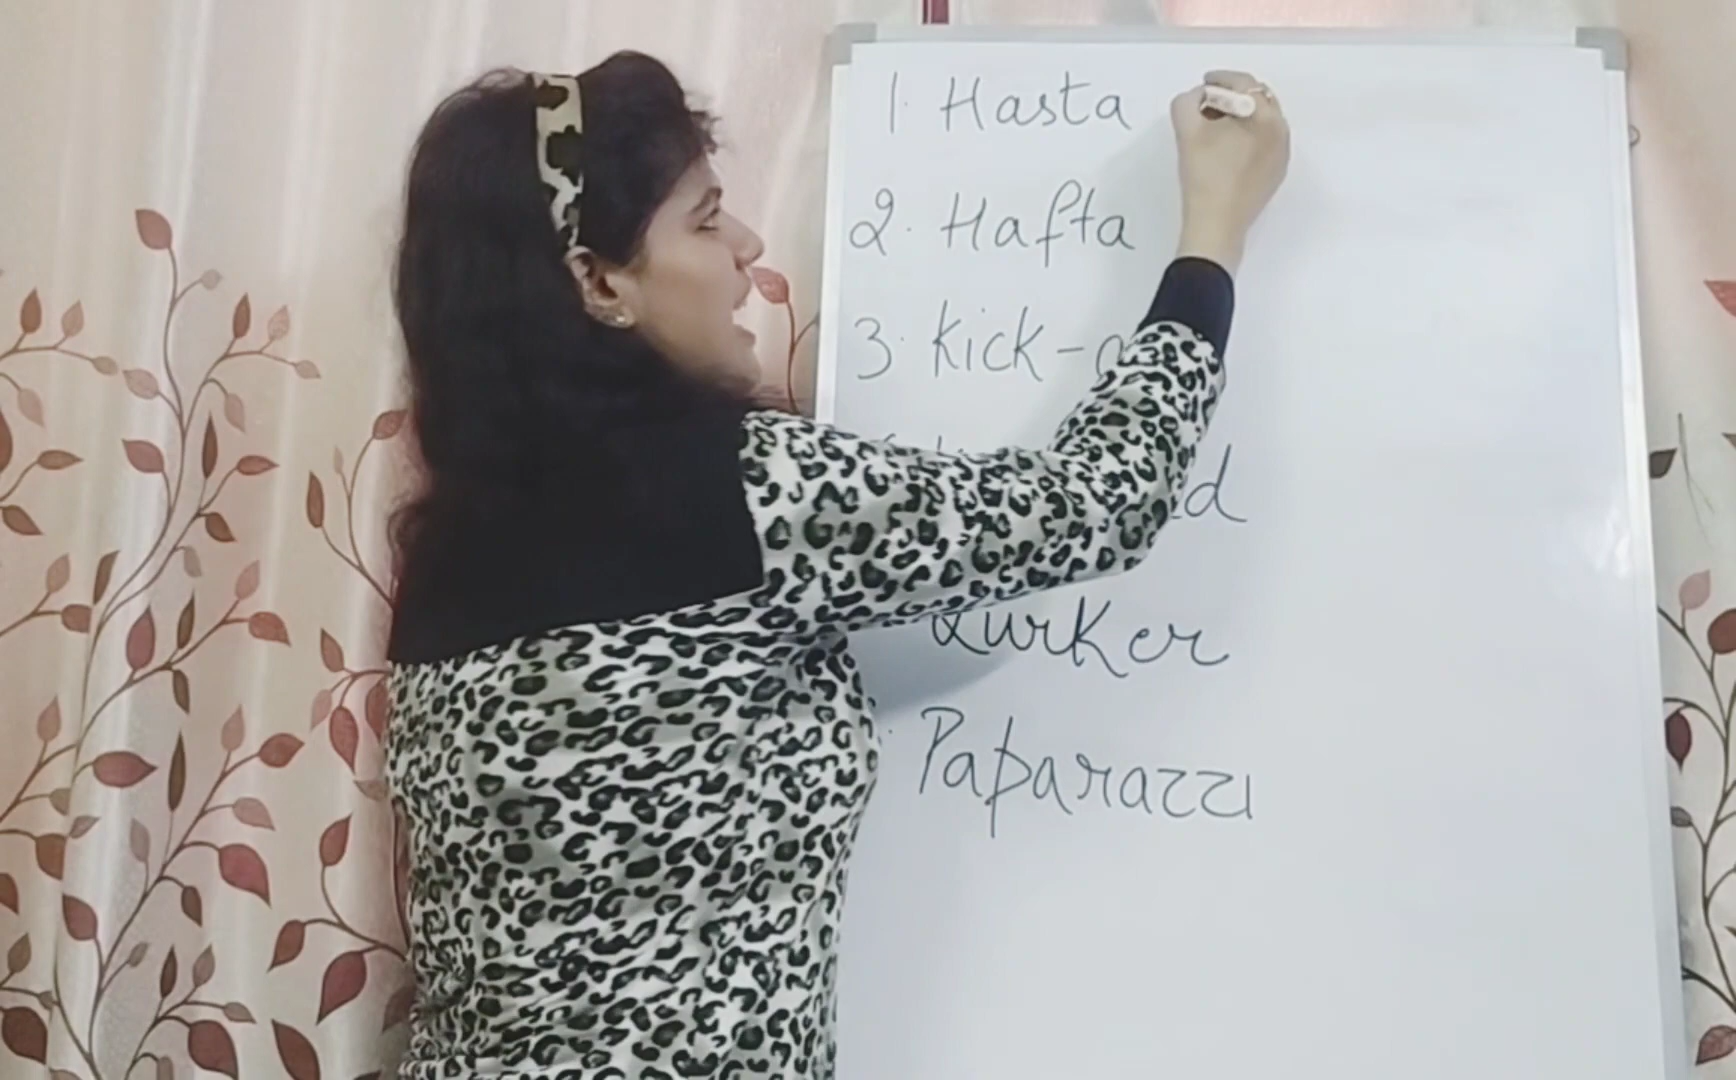 1. Hasta
2. Hafta
3. Kick-
Lurker
Paparazzi